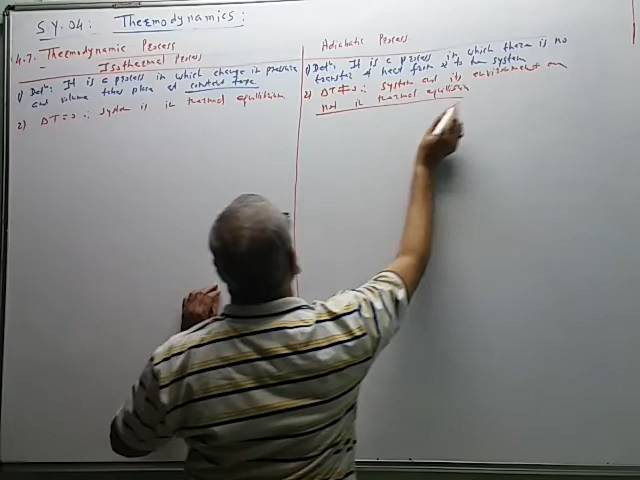 SY. 04: Thermodynamics:
4.7. Thermodynamic Process
Isothermal Process
1) Defn: It is a process in which change in pressure
and volume takes place at constant temp
2) ΔT=0 ∴ System is in thermal equilibrium
Adiabatic Process
1) Defn: It is a process in which there is no
transfer of heat from or to the system
2) ΔT≠0 ∴ System and its environment are
not in thermal equilibrium